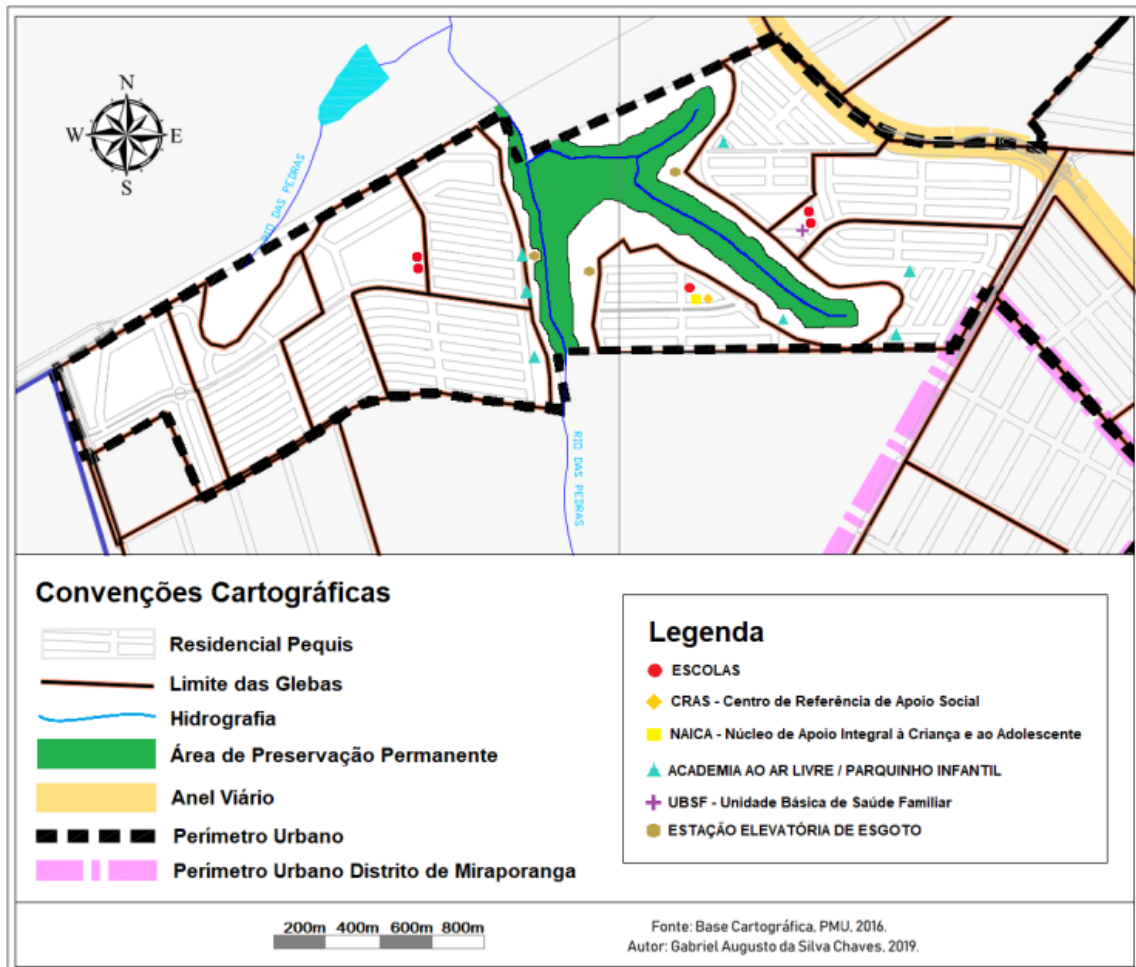 N
W E
S
RIO DAS PEDRAS
RIO DAS PEDRAS
Convenções Cartográficas
Residencial Pequis
Limite das Glebas
Hidrografia
Área de Preservação Permanente
Anel Viário
Perímetro Urbano
Perímetro Urbano Distrito de Miraporanga
Legenda
ESCOLAS
CRAS - Centro de Referência de Apoio Social
NAICA - Núcleo de Apoio Integral à Criança e ao Adolescente
ACADEMIA AO AR LIVRE / PARQUINHO INFANTIL
UBSF - Unidade Básica de Saúde Familiar
ESTAÇÃO ELEVATÓRIA DE ESGOTO
200m 400m 600m 800m
Fonte: Base Cartográfica, PMU, 2016.
Autor: Gabriel Augusto da Silva Chaves, 2019.